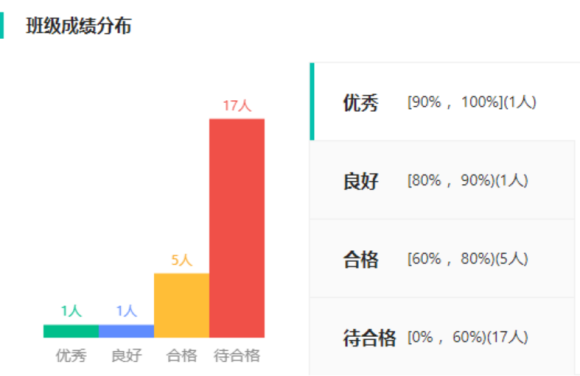 班级成绩分布
17人
5人
1人
1人
优秀
良好
合格
待合格
优秀 [90% ，100%](1人)
良好 [80% ，90%)(1人)
合格 [60% ，80%)(5人)
待合格 [0% ，60%)(17人)